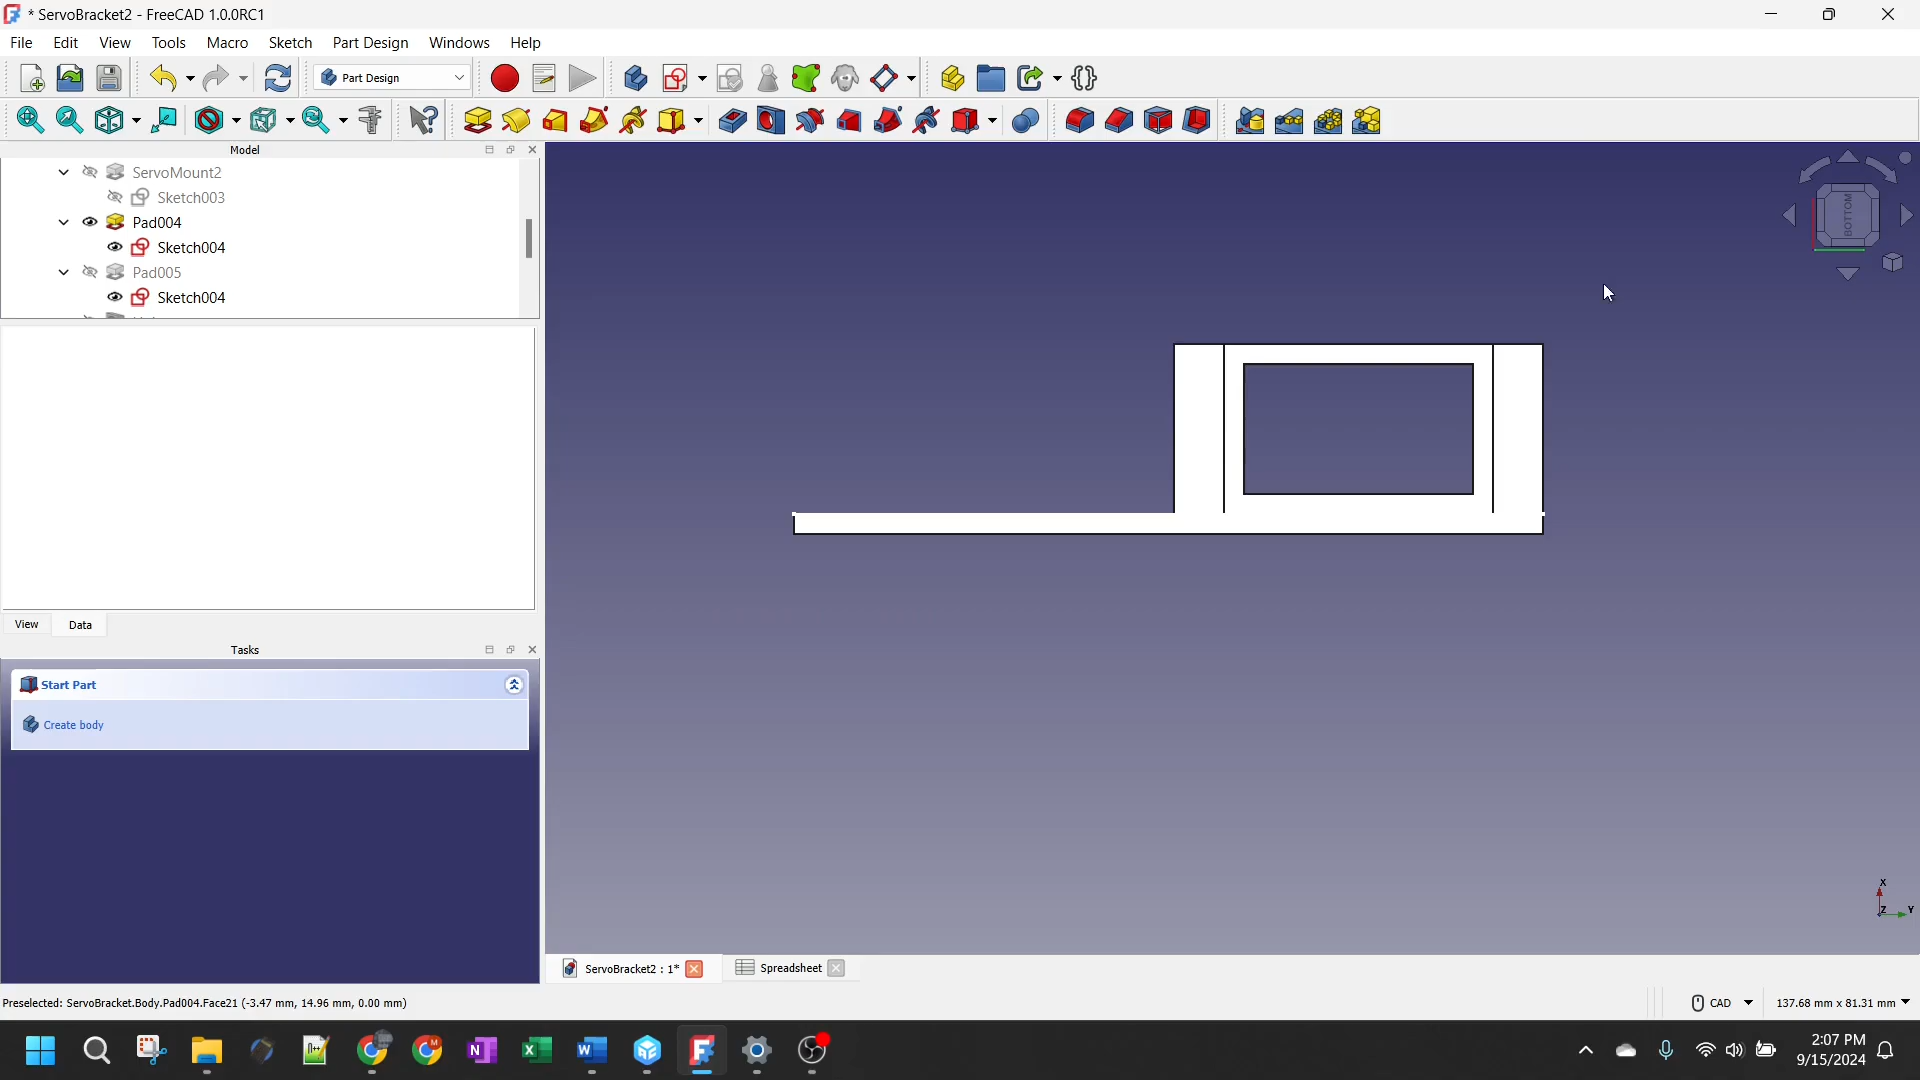 * ServoBracket2 - FreeCAD 1.0.0RC1
File Edit View Tools Macro Sketch Part Design Windows Help
Part Design
Model
ServoMount2
Sketch003
Pad004
Sketch004
Pad005
Sketch004
View Data
Tasks
Start Part
Create body
BOTTOM
X
Z Y
ServoBracket2 : 1*
Spreadsheet
Preselected: ServoBracket.Body.Pad004.Face21 (-3.47 mm, 14.96 mm, 0.00 mm)
CAD
137.68 mm x 81.31 mm
2:07 PM
9/15/2024